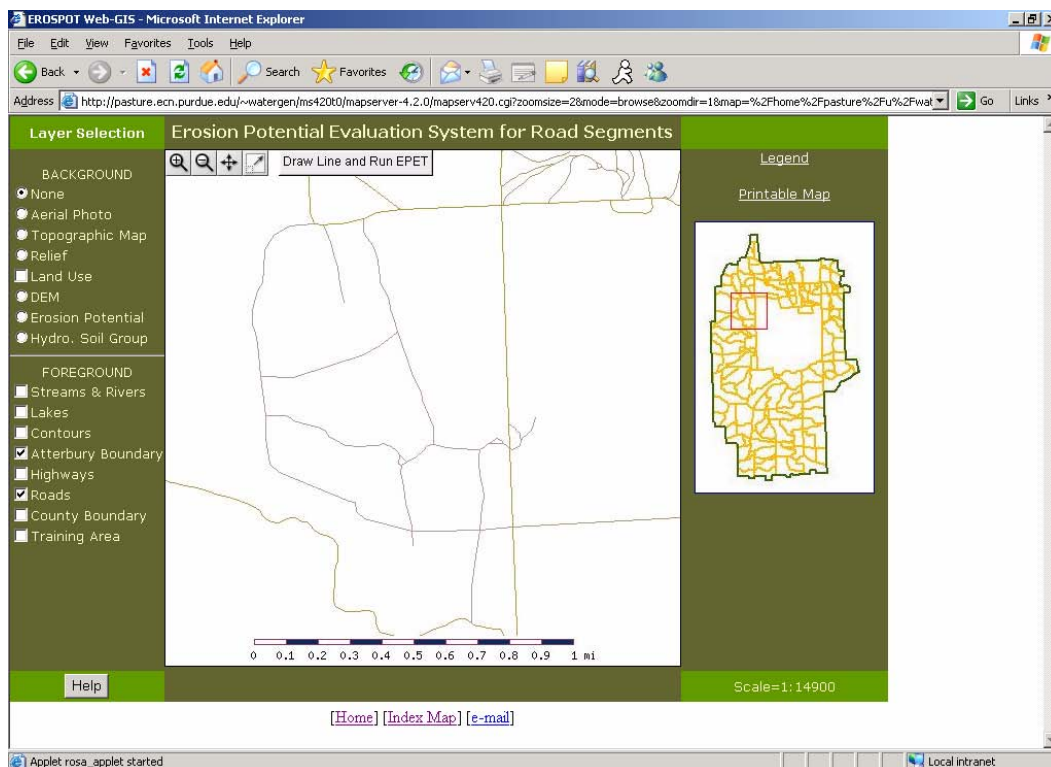 EROSPOT Web-GIS - Microsoft Internet Explorer
File Edit View Favorites Tools Help
Back Search Favorites
Address http://pasture.ecn.purdue.edu/~watergen/ms420t0/mapserver-4.2.0/mapserv420.cgi?zoomsize=2&mode=browse&zoomdir=1&map=%2Fhome%2Fpasture%2Fu%2Fwat Go Links
Layer Selection
Erosion Potential Evaluation System for Road Segments
BACKGROUND
None
Aerial Photo
Topographic Map
Relief
Land Use
DEM
Erosion Potential
Hydro. Soil Group
FOREGROUND
Streams & Rivers
Lakes
Contours
Atterbury Boundary
Highways
Roads
County Boundary
Training Area
Help
Draw Line and Run EPET
0 0.1 0.2 0.3 0.4 0.5 0.6 0.7 0.8 0.9 1 mi
Legend
Printable Map
Scale=1:14900
[Home] [Index Map] [e-mail]
Applet rosa_applet started
Local intranet